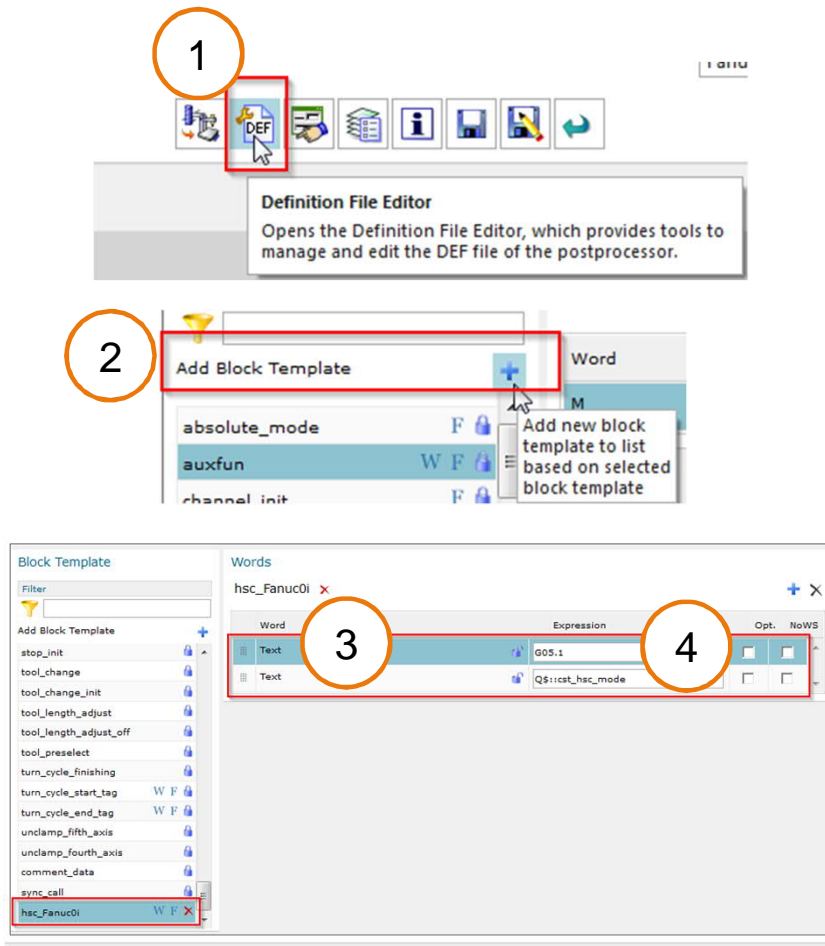 1
DEF
Definition File Editor
Opens the Definition File Editor, which provides tools to
manage and edit the DEF file of the postprocessor.
2
Add Block Template
Word
M
absolute_mode F
auxfun W F
channel_init F
Add new block
template to list
based on selected
block template
Block Template
Words
Filter
hsc_Fanuc0i
Add Block Template
Word Expression Opt. NoWS
3
4
Text G05.1
Text Q$::cst_hsc_mode
stop_init
tool_change
tool_change_init
tool_length_adjust
tool_length_adjust_off
tool_preselect
turn_cycle_finishing
turn_cycle_start_tag W F
turn_cycle_end_tag W F
unclamp_fifth_axis
unclamp_fourth_axis
comment_data
sync_call
hsc_Fanuc0i W F